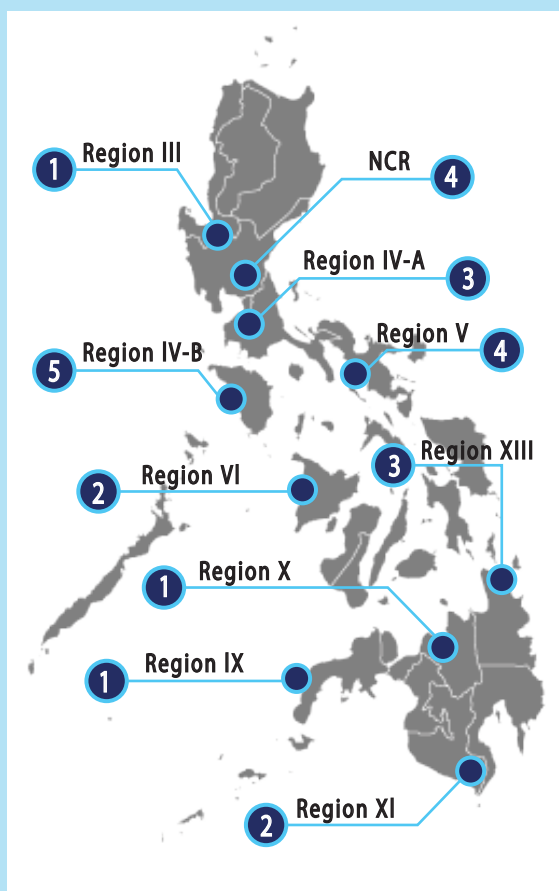 1 Region III
NCR 4
Region IV-A 3
Region V 4
Region IV-B 5
Region XIII 3
Region VI 2
Region X 1
Region IX 1
Region XI 2